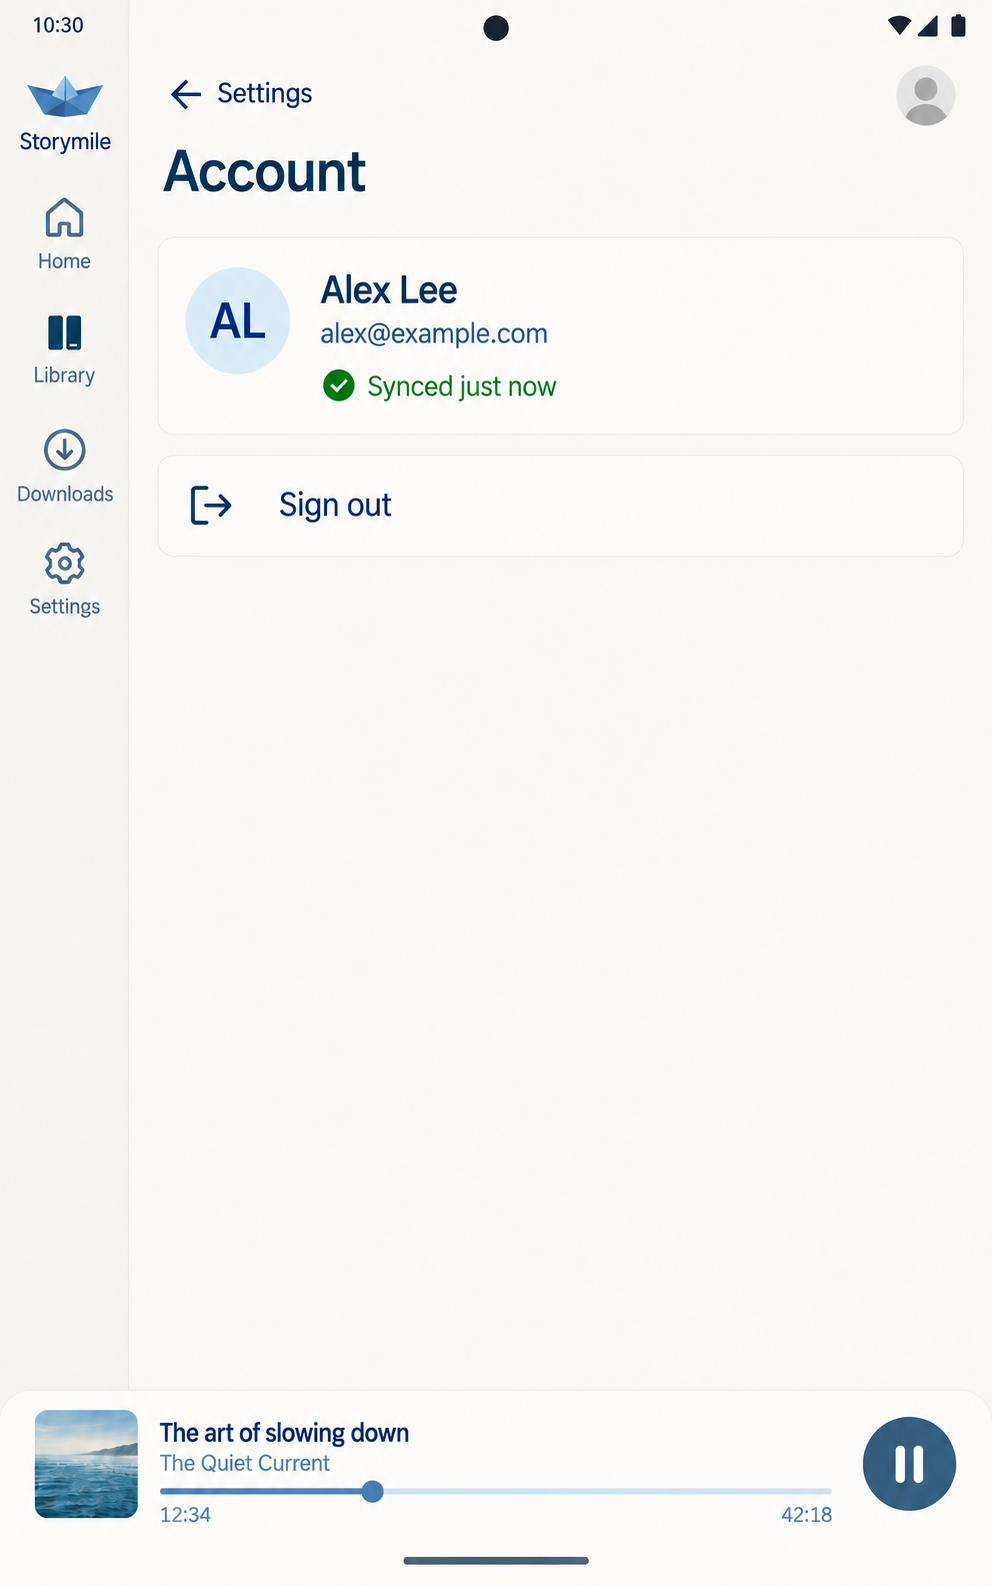 10:30
Storymile
Home
Library
Downloads
Settings
Settings
Account
AL
Alex Lee
alex@example.com
Synced just now
Sign out
The art of slowing down
The Quiet Current
12:34
42:18